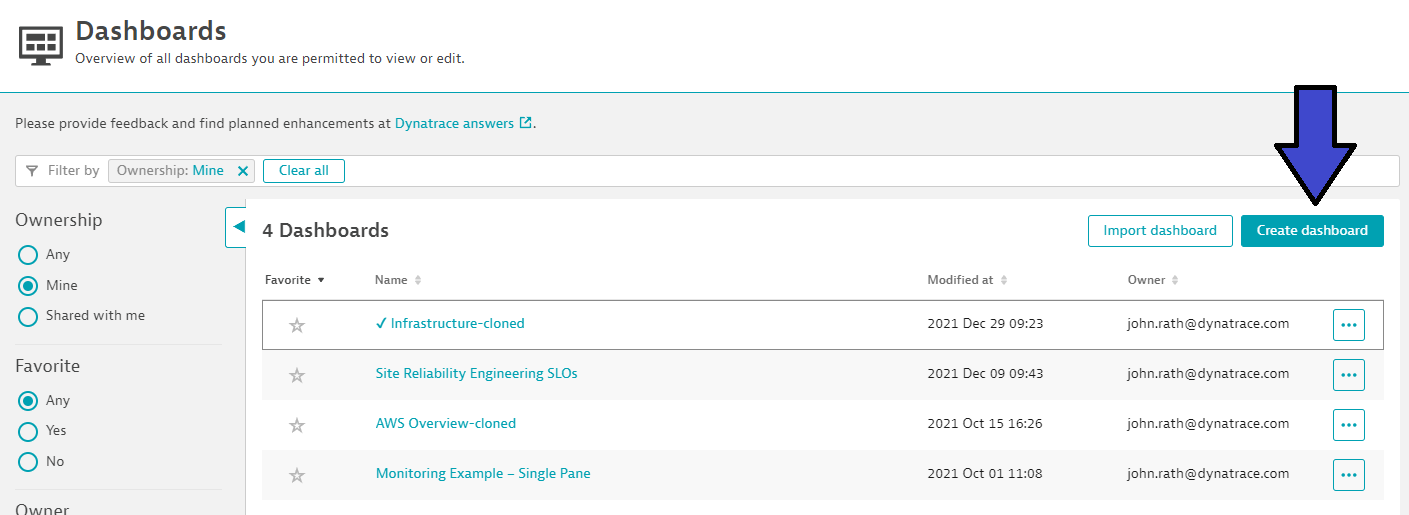 Dashboards
Overview of all dashboards you are permitted to view or edit.
Please provide feedback and find planned enhancements at Dynatrace answers.
Filter by Ownership: Mine Clear all
Ownership
Any
Mine
Shared with me
Favorite
Any
Yes
No
Owner
4 Dashboards Import dashboard Create dashboard
Favorite Name Modified at Owner
✓ Infrastructure-cloned 2021 Dec 29 09:23 john.rath@dynatrace.com
Site Reliability Engineering SLOs 2021 Dec 09 09:43 john.rath@dynatrace.com
AWS Overview-cloned 2021 Oct 15 16:26 john.rath@dynatrace.com
Monitoring Example – Single Pane 2021 Oct 01 11:08 john.rath@dynatrace.com